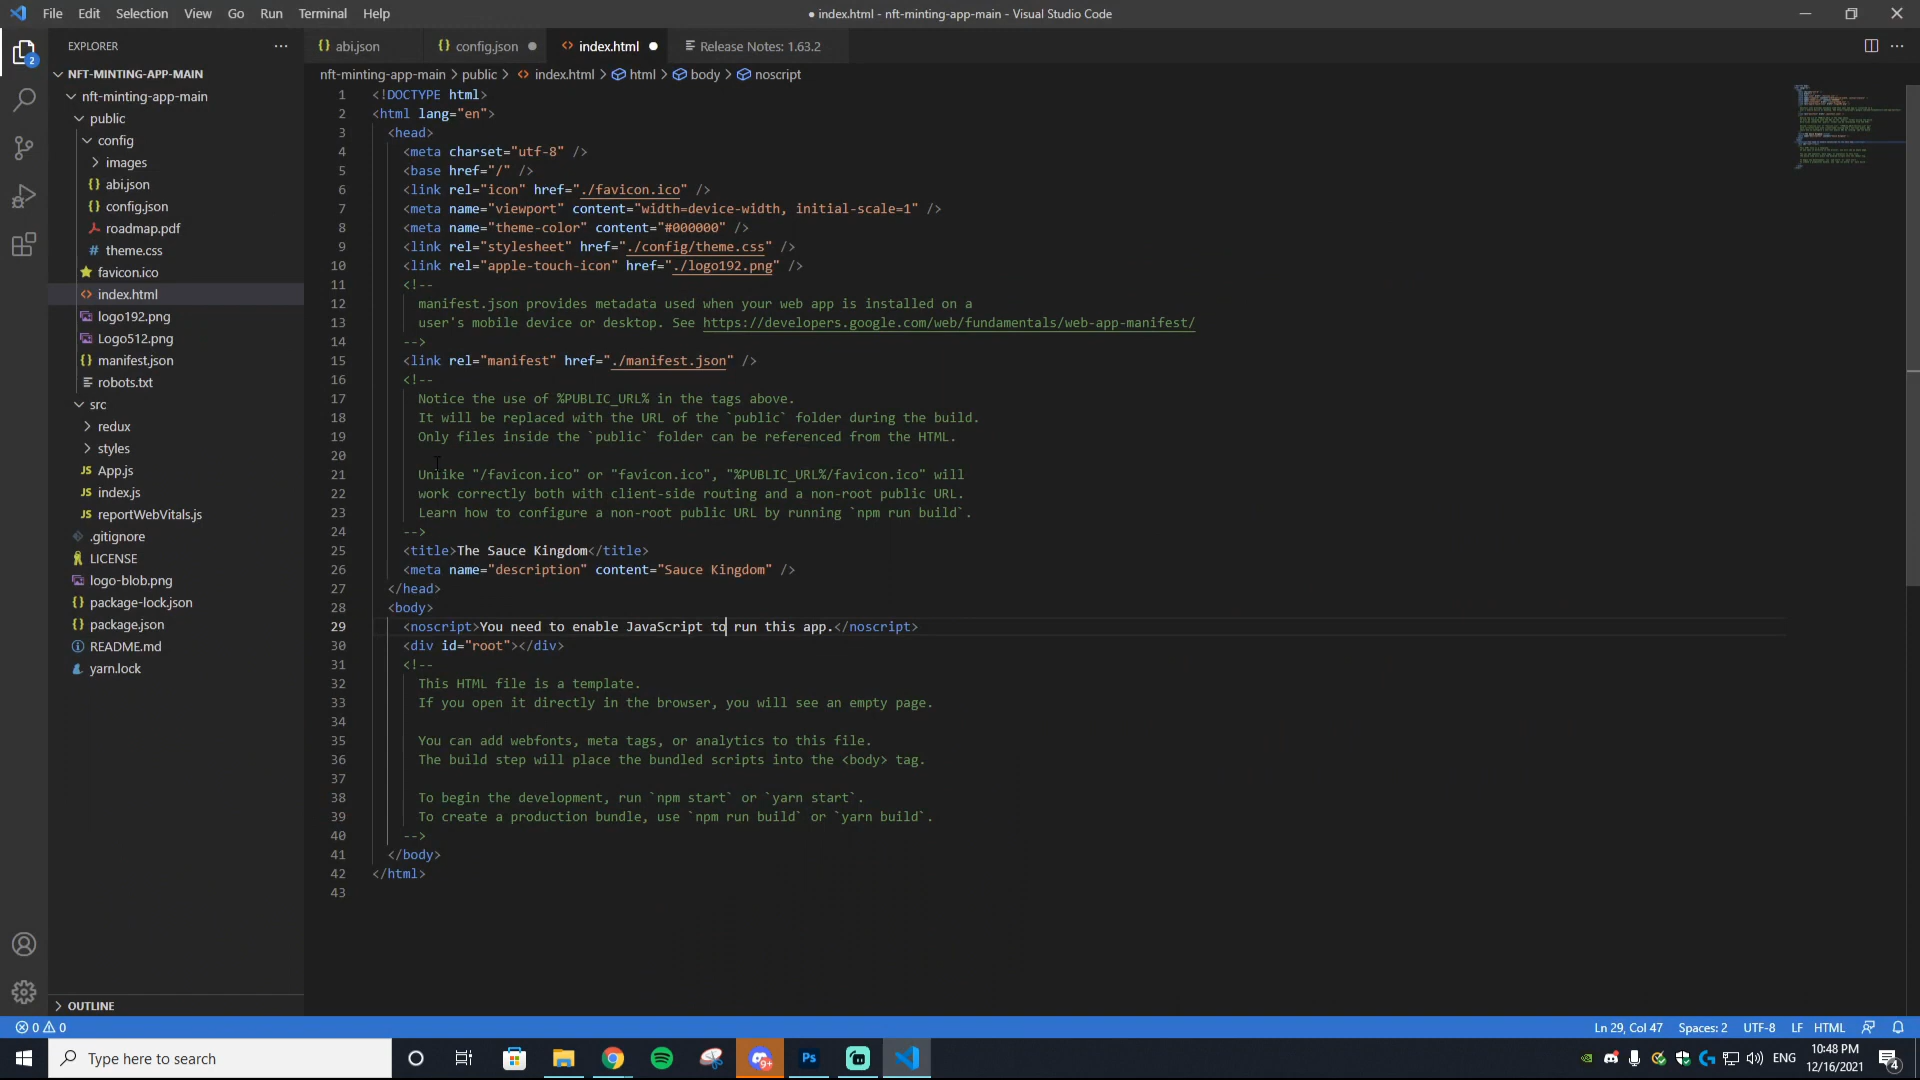 File Edit Selection View Go Run Terminal Help
● index.html - nft-minting-app-main - Visual Studio Code
EXPLORER
NFT-MINTING-APP-MAIN
nft-minting-app-main
public
config
images
abi.json
config.json
roadmap.pdf
theme.css
favicon.ico
index.html
logo192.png
Logo512.png
manifest.json
robots.txt
src
redux
styles
App.js
index.js
reportWebVitals.js
.gitignore
LICENSE
logo-blob.png
package-lock.json
package.json
README.md
yarn.lock
OUTLINE
2
abi.json config.json index.html Release Notes: 1.63.2
nft-minting-app-main > public > index.html > html > body > noscript
1 <!DOCTYPE html>
2 <html lang="en">
3 <head>
4 <meta charset="utf-8" />
5 <base href="/" />
6 <link rel="icon" href="./favicon.ico" />
7 <meta name="viewport" content="width=device-width, initial-scale=1" />
8 <meta name="theme-color" content="#000000" />
9 <link rel="stylesheet" href="./config/theme.css" />
10 <link rel="apple-touch-icon" href="./logo192.png" />
11 <!--
12 manifest.json provides metadata used when your web app is installed on a
13 user's mobile device or desktop. See https://developers.google.com/web/fundamentals/web-app-manifest/
14 -->
15 <link rel="manifest" href="./manifest.json" />
16 <!--
17 Notice the use of %PUBLIC_URL% in the tags above.
18 It will be replaced with the URL of the `public` folder during the build.
19 Only files inside the `public` folder can be referenced from the HTML.
20
21 Unlike "/favicon.ico" or "favicon.ico", "%PUBLIC_URL%/favicon.ico" will
22 work correctly both with client-side routing and a non-root public URL.
23 Learn how to configure a non-root public URL by running `npm run build`.
24 -->
25 <title>The Sauce Kingdom</title>
26 <meta name="description" content="Sauce Kingdom" />
27 </head>
28 <body>
29 <noscript>You need to enable JavaScript to run this app.</noscript>
30 <div id="root"></div>
31 <!--
32 This HTML file is a template.
33 If you open it directly in the browser, you will see an empty page.
34
35 You can add webfonts, meta tags, or analytics to this file.
36 The build step will place the bundled scripts into the <body> tag.
37
38 To begin the development, run `npm start` or `yarn start`.
39 To create a production bundle, use `npm run build` or `yarn build`.
40 -->
41 </body>
42 </html>
43
0 0
Ln 29, Col 47 Spaces: 2 UTF-8 LF HTML
Type here to search
9+
Ps
ENG
10:48 PM
12/16/2021
4